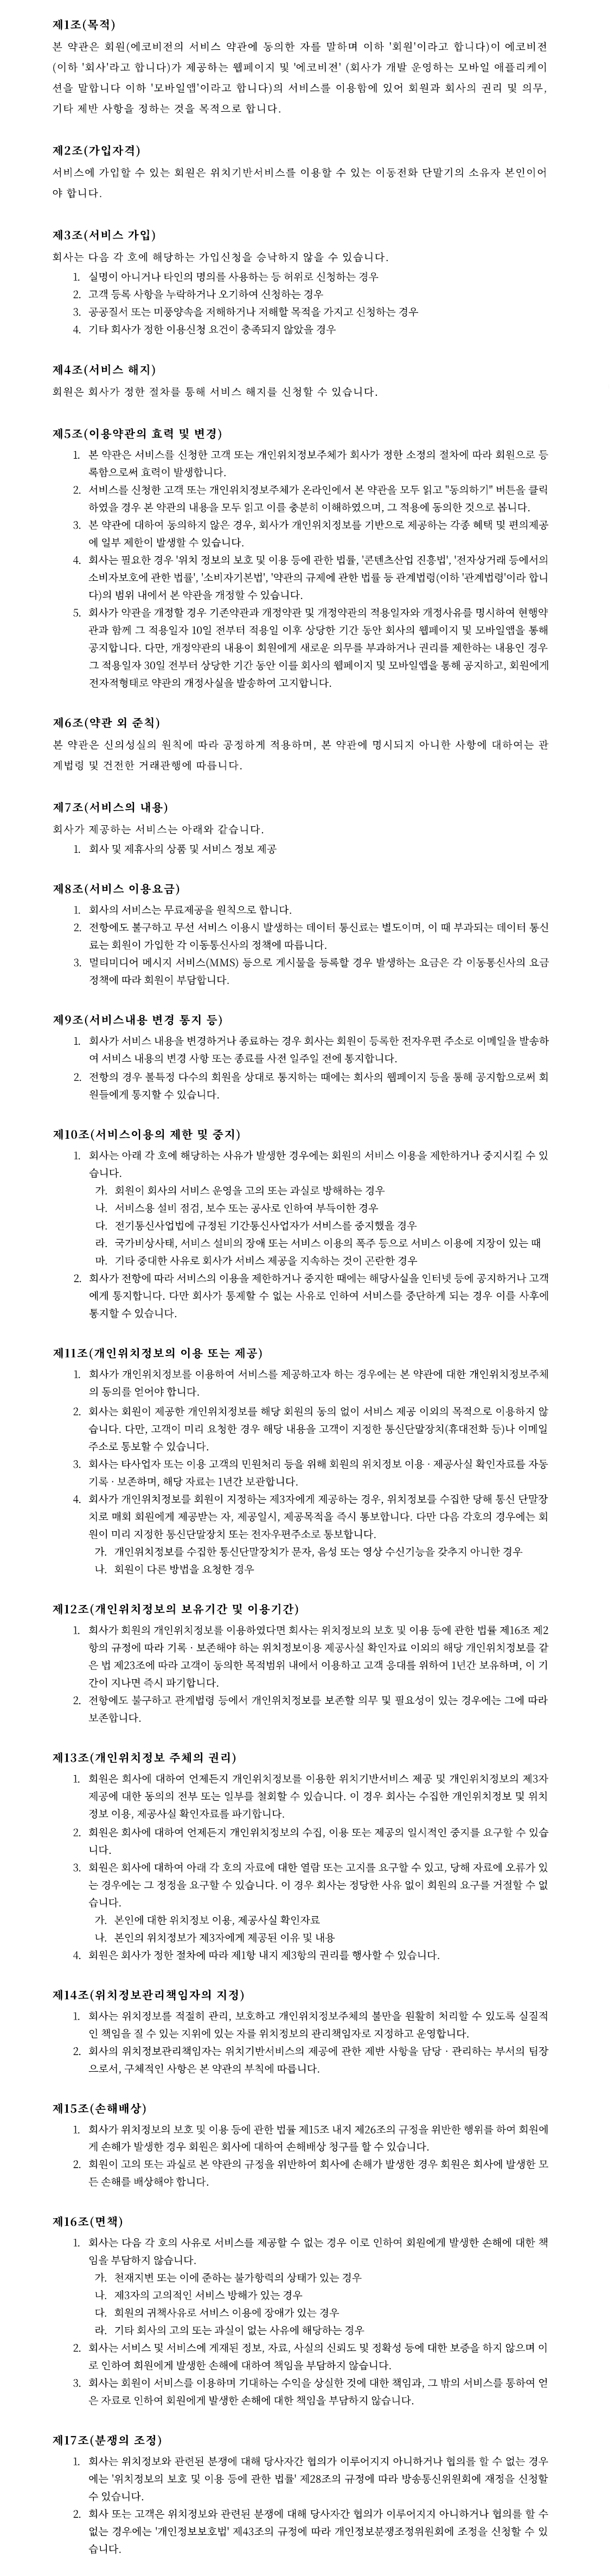 제1조(목적)
본 약관은 회원(에코비전의 서비스 약관에 동의한 자를 말하며 이하 '회원'이라고 합니다)이 에코비전
(이하 '회사'라고 합니다)가 제공하는 웹페이지 및 '에코비전' (회사가 개발 운영하는 모바일 애플리케이
션을 말합니다 이하 '모바일앱'이라고 합니다)의 서비스를 이용함에 있어 회원과 회사의 권리 및 의무,
기타 제반 사항을 정하는 것을 목적으로 합니다.
제2조(가입자격)
서비스에 가입할 수 있는 회원은 위치기반서비스를 이용할 수 있는 이동전화 단말기의 소유자 본인이어
야 합니다.
제3조(서비스 가입)
회사는 다음 각 호에 해당하는 가입신청을 승낙하지 않을 수 있습니다.
1. 실명이 아니거나 타인의 명의를 사용하는 등 허위로 신청하는 경우
2. 고객 등록 사항을 누락하거나 오기하여 신청하는 경우
3. 공공질서 또는 미풍양속을 저해하거나 저해할 목적을 가지고 신청하는 경우
4. 기타 회사가 정한 이용신청 요건이 충족되지 않았을 경우
제4조(서비스 해지)
회원은 회사가 정한 절차를 통해 서비스 해지를 신청할 수 있습니다.
제5조(이용약관의 효력 및 변경)
1. 본 약관은 서비스를 신청한 고객 또는 개인위치정보주체가 회사가 정한 소정의 절차에 따라 회원으로 등
록함으로써 효력이 발생합니다.
2. 서비스를 신청한 고객 또는 개인위치정보주체가 온라인에서 본 약관을 모두 읽고 "동의하기" 버튼을 클릭
하였을 경우 본 약관의 내용을 모두 읽고 이를 충분히 이해하였으며, 그 적용에 동의한 것으로 봅니다.
3. 본 약관에 대하여 동의하지 않은 경우, 회사가 개인위치정보를 기반으로 제공하는 각종 혜택 및 편의제공
에 일부 제한이 발생할 수 있습니다.
4. 회사는 필요한 경우 '위치 정보의 보호 및 이용 등에 관한 법률, '콘텐츠산업 진흥법', '전자상거래 등에서의
소비자보호에 관한 법률', '소비자기본법', '약관의 규제에 관한 법률 등 관계법령(이하 '관계법령'이라 합니
다)의 범위 내에서 본 약관을 개정할 수 있습니다.
5. 회사가 약관을 개정할 경우 기존약관과 개정약관 및 개정약관의 적용일자와 개정사유를 명시하여 현행약
관과 함께 그 적용일자 10일 전부터 적용일 이후 상당한 기간 동안 회사의 웹페이지 및 모바일앱을 통해
공지합니다. 다만, 개정약관의 내용이 회원에게 새로운 의무를 부과하거나 권리를 제한하는 내용인 경우
그 적용일자 30일 전부터 상당한 기간 동안 이를 회사의 웹페이지 및 모바일앱을 통해 공지하고, 회원에게
전자적형태로 약관의 개정사실을 발송하여 고지합니다.
제6조(약관 외 준칙)
본 약관은 신의성실의 원칙에 따라 공정하게 적용하며, 본 약관에 명시되지 아니한 사항에 대하여는 관
계법령 및 건전한 거래관행에 따릅니다.
제7조(서비스의 내용)
회사가 제공하는 서비스는 아래와 같습니다.
1. 회사 및 제휴사의 상품 및 서비스 정보 제공
제8조(서비스 이용요금)
1. 회사의 서비스는 무료제공을 원칙으로 합니다.
2. 전항에도 불구하고 무선 서비스 이용시 발생하는 데이터 통신료는 별도이며, 이 때 부과되는 데이터 통신
료는 회원이 가입한 각 이동통신사의 정책에 따릅니다.
3. 멀티미디어 메시지 서비스(MMS) 등으로 게시물을 등록할 경우 발생하는 요금은 각 이동통신사의 요금
정책에 따라 회원이 부담합니다.
제9조(서비스내용 변경 통지 등)
1. 회사가 서비스 내용을 변경하거나 종료하는 경우 회사는 회원이 등록한 전자우편 주소로 이메일을 발송하
여 서비스 내용의 변경 사항 또는 종료를 사전 일주일 전에 통지합니다.
2. 전항의 경우 불특정 다수의 회원을 상대로 통지하는 때에는 회사의 웹페이지 등을 통해 공지함으로써 회
원들에게 통지할 수 있습니다.
제10조(서비스이용의 제한 및 중지)
1. 회사는 아래 각 호에 해당하는 사유가 발생한 경우에는 회원의 서비스 이용을 제한하거나 중지시킬 수 있
습니다.
가. 회원이 회사의 서비스 운영을 고의 또는 과실로 방해하는 경우
나. 서비스용 설비 점검, 보수 또는 공사로 인하여 부득이한 경우
다. 전기통신사업법에 규정된 기간통신사업자가 서비스를 중지했을 경우
라. 국가비상사태, 서비스 설비의 장애 또는 서비스 이용의 폭주 등으로 서비스 이용에 지장이 있는 때
마. 기타 중대한 사유로 회사가 서비스 제공을 지속하는 것이 곤란한 경우
2. 회사가 전항에 따라 서비스의 이용을 제한하거나 중지한 때에는 해당사실을 인터넷 등에 공지하거나 고객
에게 통지합니다. 다만 회사가 통제할 수 없는 사유로 인하여 서비스를 중단하게 되는 경우 이를 사후에
통지할 수 있습니다.
제11조(개인위치정보의 이용 또는 제공)
1. 회사가 개인위치정보를 이용하여 서비스를 제공하고자 하는 경우에는 본 약관에 대한 개인위치정보주체
의 동의를 얻어야 합니다.
2. 회사는 회원이 제공한 개인위치정보를 해당 회원의 동의 없이 서비스 제공 이외의 목적으로 이용하지 않
습니다. 다만, 고객이 미리 요청한 경우 해당 내용을 고객이 지정한 통신단말장치(휴대전화 등)나 이메일
주소로 통보할 수 있습니다.
3. 회사는 타사업자 또는 이용 고객의 민원처리 등을 위해 회원의 위치정보 이용ㆍ제공사실 확인자료를 자동
기록ㆍ보존하며, 해당 자료는 1년간 보관합니다.
4. 회사가 개인위치정보를 회원이 지정하는 제3자에게 제공하는 경우, 위치정보를 수집한 당해 통신 단말장
치로 매회 회원에게 제공받는 자, 제공일시, 제공목적을 즉시 통보합니다. 다만 다음 각호의 경우에는 회
원이 미리 지정한 통신단말장치 또는 전자우편주소로 통보합니다.
가. 개인위치정보를 수집한 통신단말장치가 문자, 음성 또는 영상 수신기능을 갖추지 아니한 경우
나. 회원이 다른 방법을 요청한 경우
제12조(개인위치정보의 보유기간 및 이용기간)
1. 회사가 회원의 개인위치정보를 이용하였다면 회사는 위치정보의 보호 및 이용 등에 관한 법률 제16조 제2
항의 규정에 따라 기록ㆍ보존해야 하는 위치정보이용 제공사실 확인자료 이외의 해당 개인위치정보를 같
은 법 제23조에 따라 고객이 동의한 목적범위 내에서 이용하고 고객 응대를 위하여 1년간 보유하며, 이 기
간이 지나면 즉시 파기합니다.
2. 전항에도 불구하고 관계법령 등에서 개인위치정보를 보존할 의무 및 필요성이 있는 경우에는 그에 따라
보존합니다.
제13조(개인위치정보 주체의 권리)
1. 회원은 회사에 대하여 언제든지 개인위치정보를 이용한 위치기반서비스 제공 및 개인위치정보의 제3자
제공에 대한 동의의 전부 또는 일부를 철회할 수 있습니다. 이 경우 회사는 수집한 개인위치정보 및 위치
정보 이용, 제공사실 확인자료를 파기합니다.
2. 회원은 회사에 대하여 언제든지 개인위치정보의 수집, 이용 또는 제공의 일시적인 중지를 요구할 수 있습
니다.
3. 회원은 회사에 대하여 아래 각 호의 자료에 대한 열람 또는 고지를 요구할 수 있고, 당해 자료에 오류가 있
는 경우에는 그 정정을 요구할 수 있습니다. 이 경우 회사는 정당한 사유 없이 회원의 요구를 거절할 수 없
습니다.
가. 본인에 대한 위치정보 이용, 제공사실 확인자료
나. 본인의 위치정보가 제3자에게 제공된 이유 및 내용
4. 회원은 회사가 정한 절차에 따라 제1항 내지 제3항의 권리를 행사할 수 있습니다.
제14조(위치정보관리책임자의 지정)
1. 회사는 위치정보를 적절히 관리, 보호하고 개인위치정보주체의 불만을 원활히 처리할 수 있도록 실질적
인 책임을 질 수 있는 지위에 있는 자를 위치정보의 관리책임자로 지정하고 운영합니다.
2. 회사의 위치정보관리책임자는 위치기반서비스의 제공에 관한 제반 사항을 담당ㆍ관리하는 부서의 팀장
으로서, 구체적인 사항은 본 약관의 부칙에 따릅니다.
제15조(손해배상)
1. 회사가 위치정보의 보호 및 이용 등에 관한 법률 제15조 내지 제26조의 규정을 위반한 행위를 하여 회원에
게 손해가 발생한 경우 회원은 회사에 대하여 손해배상 청구를 할 수 있습니다.
2. 회원이 고의 또는 과실로 본 약관의 규정을 위반하여 회사에 손해가 발생한 경우 회원은 회사에 발생한 모
든 손해를 배상해야 합니다.
제16조(면책)
1. 회사는 다음 각 호의 사유로 서비스를 제공할 수 없는 경우 이로 인하여 회원에게 발생한 손해에 대한 책
임을 부담하지 않습니다.
가. 천재지변 또는 이에 준하는 불가항력의 상태가 있는 경우
나. 제3자의 고의적인 서비스 방해가 있는 경우
다. 회원의 귀책사유로 서비스 이용에 장애가 있는 경우
라. 기타 회사의 고의 또는 과실이 없는 사유에 해당하는 경우
2. 회사는 서비스 및 서비스에 게재된 정보, 자료, 사실의 신뢰도 및 정확성 등에 대한 보증을 하지 않으며 이
로 인하여 회원에게 발생한 손해에 대하여 책임을 부담하지 않습니다.
3. 회사는 회원이 서비스를 이용하며 기대하는 수익을 상실한 것에 대한 책임과, 그 밖의 서비스를 통하여 얻
은 자료로 인하여 회원에게 발생한 손해에 대한 책임을 부담하지 않습니다.
제17조(분쟁의 조정)
1. 회사는 위치정보와 관련된 분쟁에 대해 당사자간 협의가 이루어지지 아니하거나 협의를 할 수 없는 경우
에는 '위치정보의 보호 및 이용 등에 관한 법률' 제28조의 규정에 따라 방송통신위원회에 재정을 신청할
수 있습니다.
2. 회사 또는 고객은 위치정보와 관련된 분쟁에 대해 당사자간 협의가 이루어지지 아니하거나 협의를 할 수
없는 경우에는 '개인정보보호법' 제43조의 규정에 따라 개인정보분쟁조정위원회에 조정을 신청할 수 있
습니다.